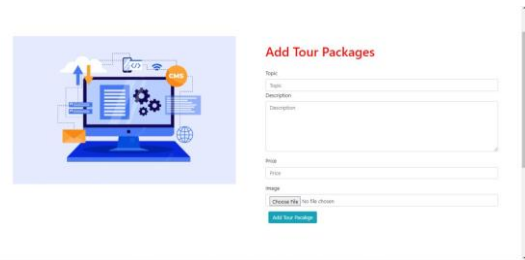 CMS
</>
Add Tour Packages
Topic
Topic
Description
Description
Price
Price
Image
Choose File No file chosen
Add Tour Package